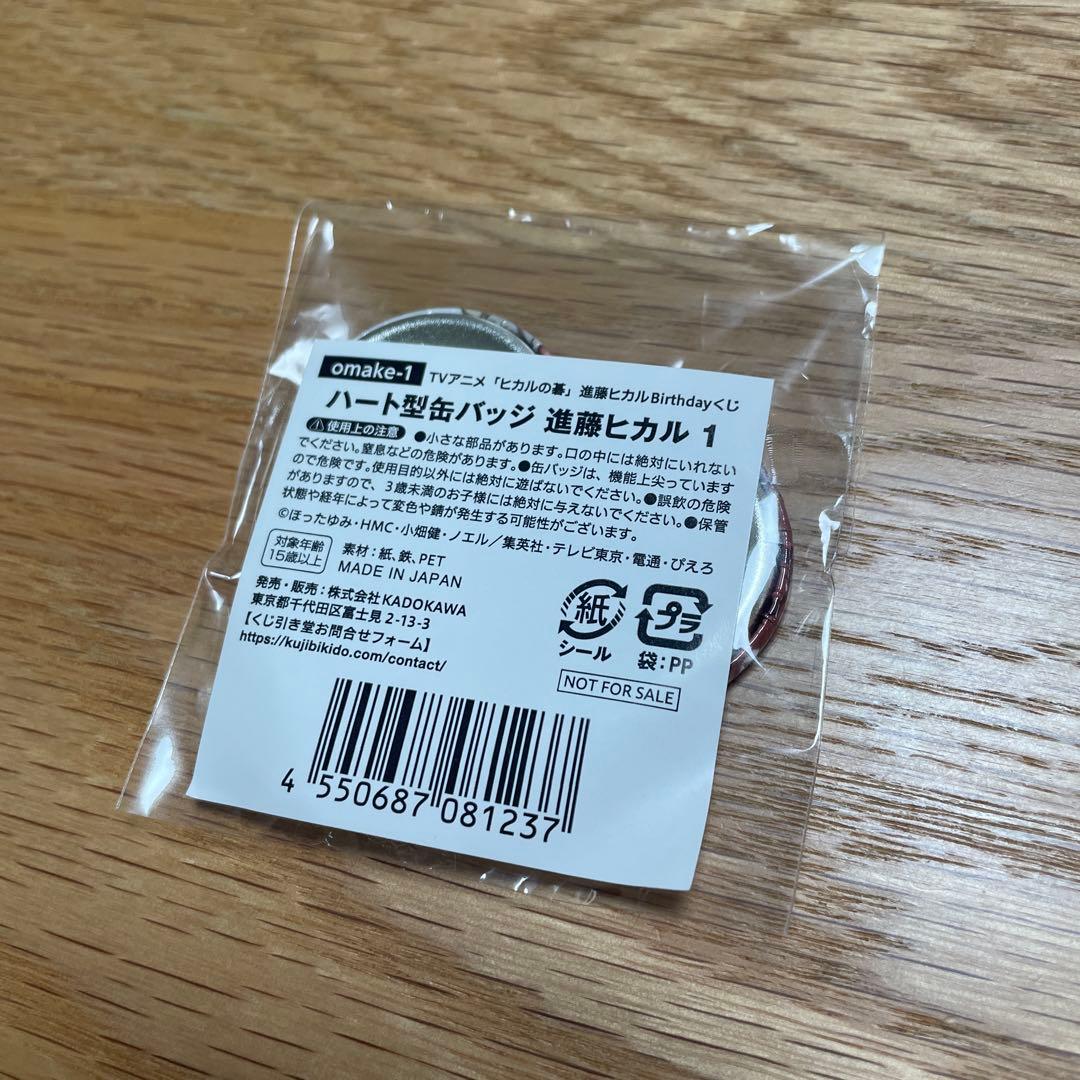 omake-1 TVアニメ「ヒカルの碁」進藤ヒカルBirthdayくじ
ハート型缶バッジ 進藤ヒカル 1
使用上の注意 ●小さな部品があります。口の中には絶対にいれない
でください。窒息などの危険があります。●缶バッジは、機能上尖っています
ので危険です。使用目的以外には絶対に遊ばないでください。●誤飲の危険
がありますので、3歳未満のお子様には絶対に与えないでください。●保管
状態や経年によって変色や錆が発生する可能性がございます。
©ほったゆみ・HMC・小畑健・ノエル／集英社・テレビ東京・電通・ぴえろ
対象年齢
15歳以上
素材：紙、鉄、PET
MADE IN JAPAN
発売・販売：株式会社KADOKAWA
東京都千代田区富士見2-13-3
【くじ引き堂お問合せフォーム】
https://kujibikido.com/contact/
紙
シール
プラ
袋：PP
NOT FOR SALE
4 550687 081237